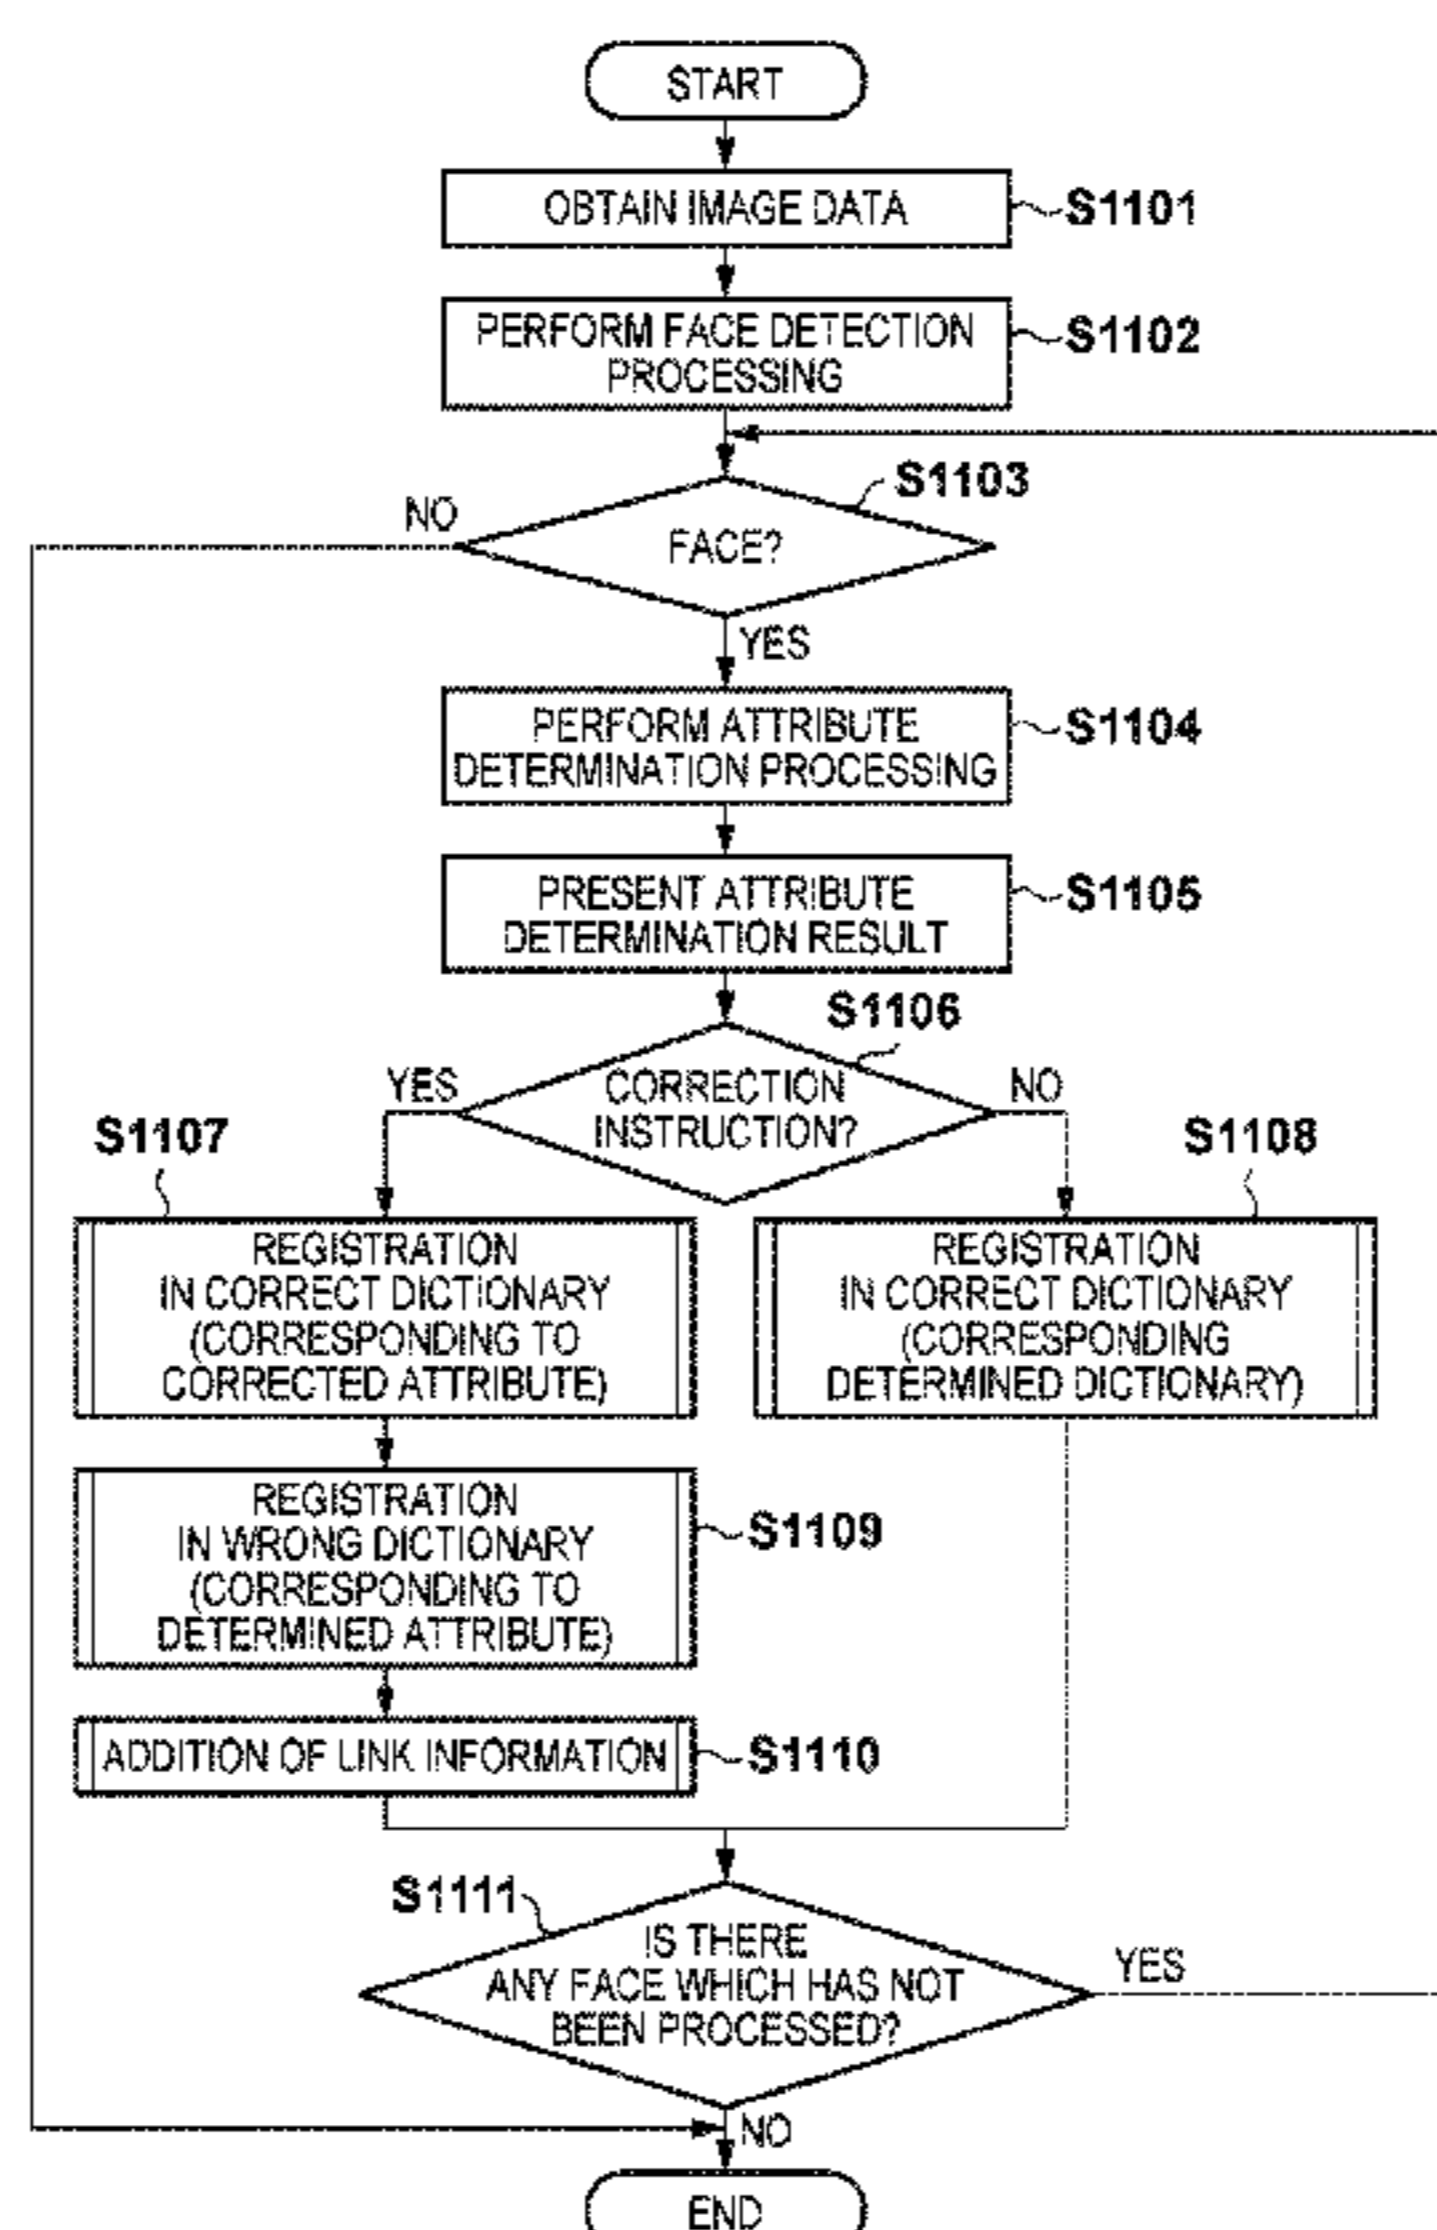 START
OBTAIN IMAGE DATA
S1101
PERFORM FACE DETECTION
PROCESSING
S1102
S1103
NO
FACE?
YES
PERFORM ATTRIBUTE
DETERMINATION PROCESSING
S1104
PRESENT ATTRIBUTE
DETERMINATION RESULT
S1105
S1106
YES
CORRECTION
INSTRUCTION?
NO
S1107
S1108
REGISTRATION
IN CORRECT DICTIONARY
(CORRESPONDING TO
CORRECTED ATTRIBUTE)
REGISTRATION
IN CORRECT DICTIONARY
(CORRESPONDING
DETERMINED DICTIONARY)
REGISTRATION
IN WRONG DICTIONARY
(CORRESPONDING TO
DETERMINED ATTRIBUTE)
S1109
ADDITION OF LINK INFORMATION
S1110
S1111
IS THERE
ANY FACE WHICH HAS NOT
BEEN PROCESSED?
YES
NO
END